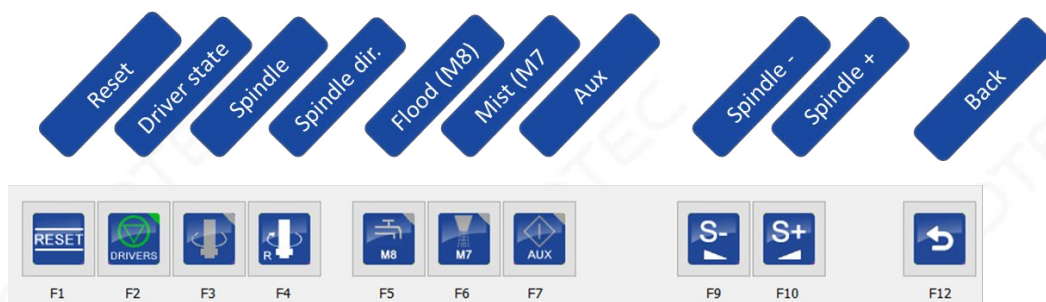 Reset
Driver state
Spindle
Spindle dir.
Flood (M8)
Mist (M7
Aux
Spindle -
Spindle +
Back
RESET
DRIVERS
R
M8
M7
AUX
S-
S+
F1
F2
F3
F4
F5
F6
F7
F9
F10
F12